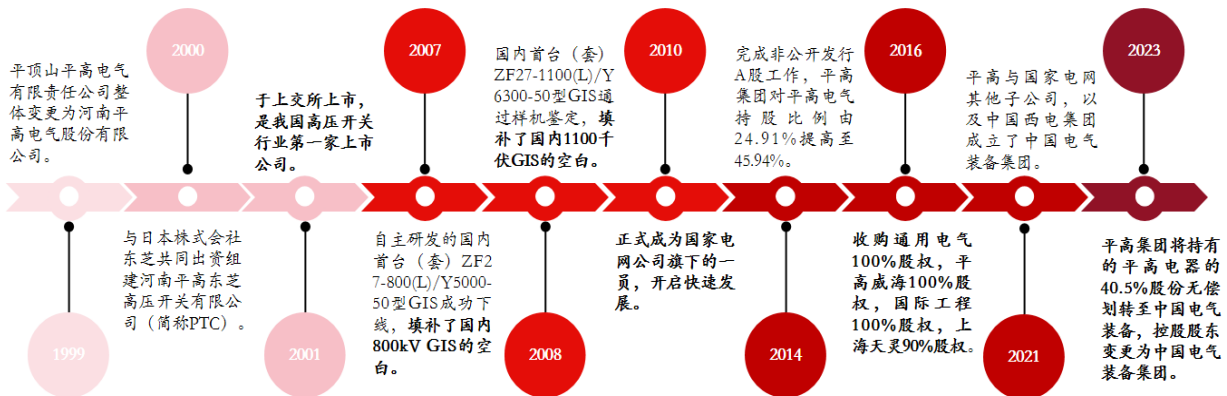 1999
平顶山平高电气
有限责任公司整
体变更为河南平
高电气股份有限
公司。
2000
与日本株式会社
东芝共同出资组
建河南平高东芝
高压开关有限公
司（简称PTC）。
2001
于上交所上市，
是我国高压开关
行业第一家上市
公司。
2007
自主研发的国内
首台（套）ZF2
7-800(L)/Y5000-
50型GIS成功下
线，填补了国内
800kV GIS的空
白。
2008
国内首台（套）
ZF27-1100(L)/Y
6300-50型GIS通
过样机鉴定，填
补了国内1100千
伏GIS的空白。
2010
正式成为国家电
网公司旗下的一
员，开启快速发
展。
2014
完成非公开发行
A股工作，平高
集团对平高电气
持股比例由
24.91%提高至
45.94%。
2016
收购通用电气
100%股权，平
高威海100%股
权，国际工程
100%股权，上
海天灵90%股权。
2021
平高与国家电网
其他子公司，以
及中国西电集团
成立了中国电气
装备集团。
2023
平高集团将持有
的平高电器的
40.5%股份无偿
划转至中国电气
装备，控股股东
变更为中国电气
装备集团。